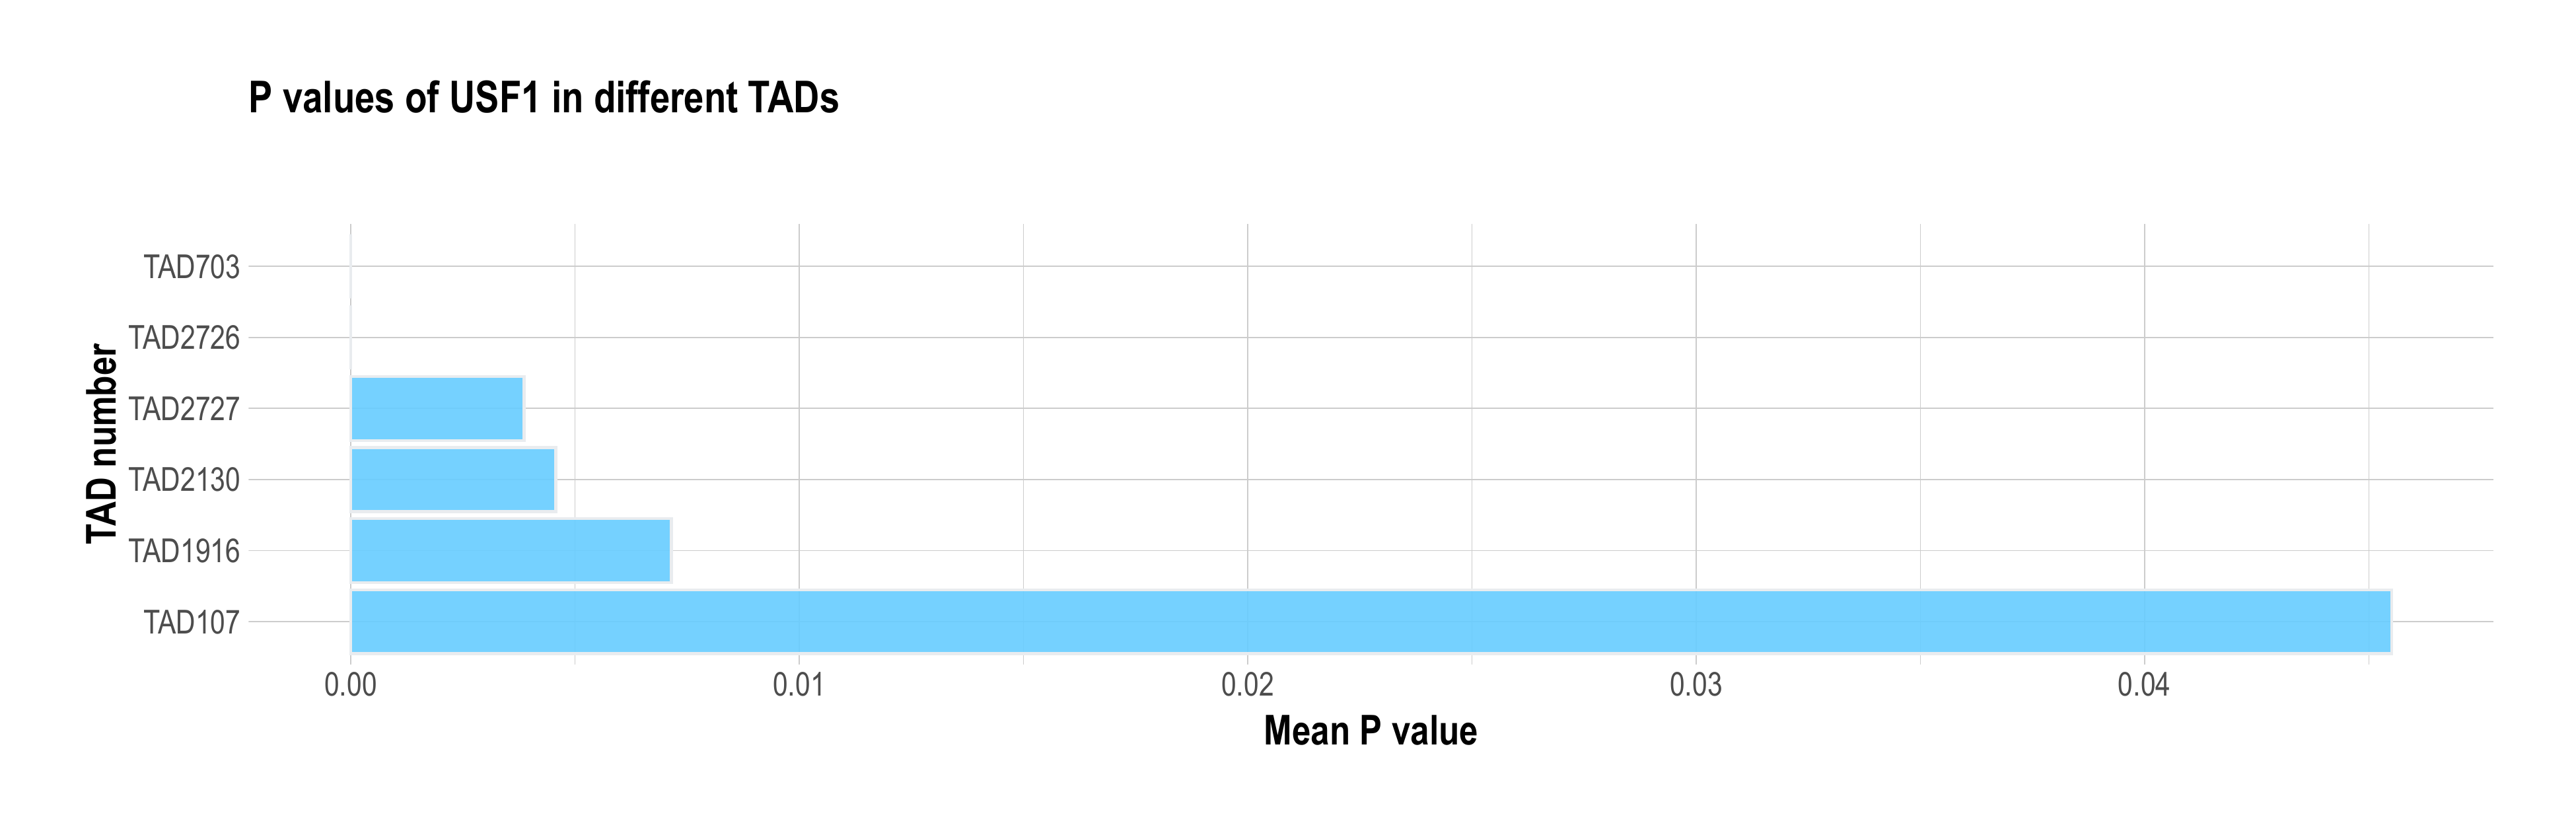 P values of USF1 in different TADs
TAD number
TAD703
TAD2726
TAD2727
TAD2130
TAD1916
TAD107
0.00 0.01 0.02 0.03 0.04
Mean P value